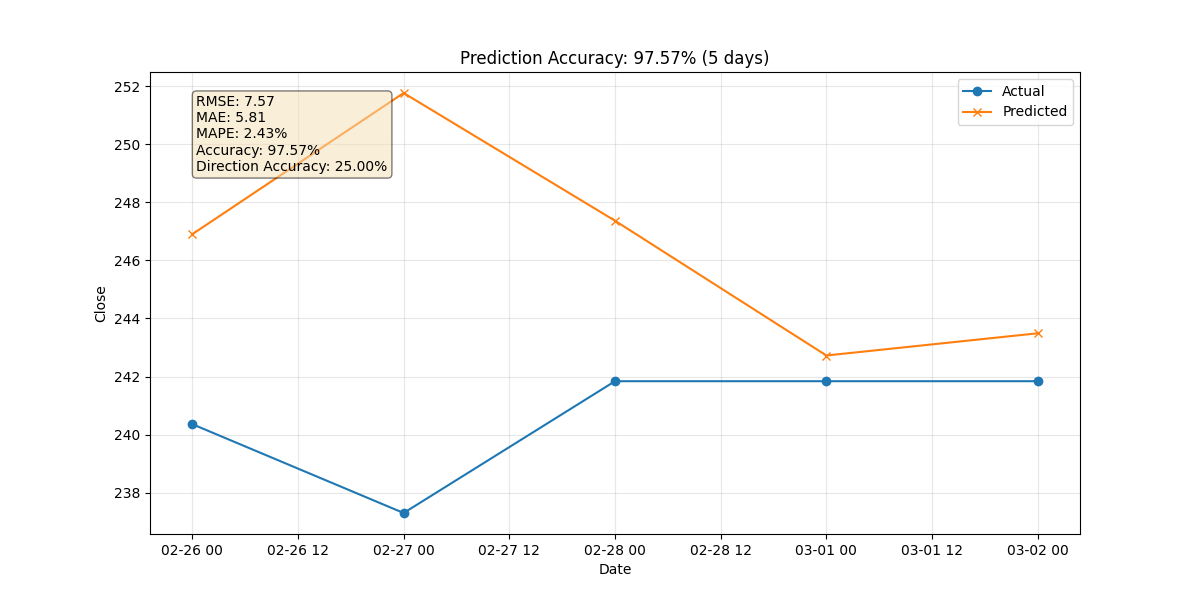 Prediction Accuracy: 97.57% (5 days)
RMSE: 7.57
MAE: 5.81
MAPE: 2.43%
Accuracy: 97.57%
Direction Accuracy: 25.00%
Actual
Predicted
252
250
248
246
244
242
240
238
Close
02-26 00
02-26 12
02-27 00
02-27 12
02-28 00
02-28 12
03-01 00
03-01 12
03-02 00
Date